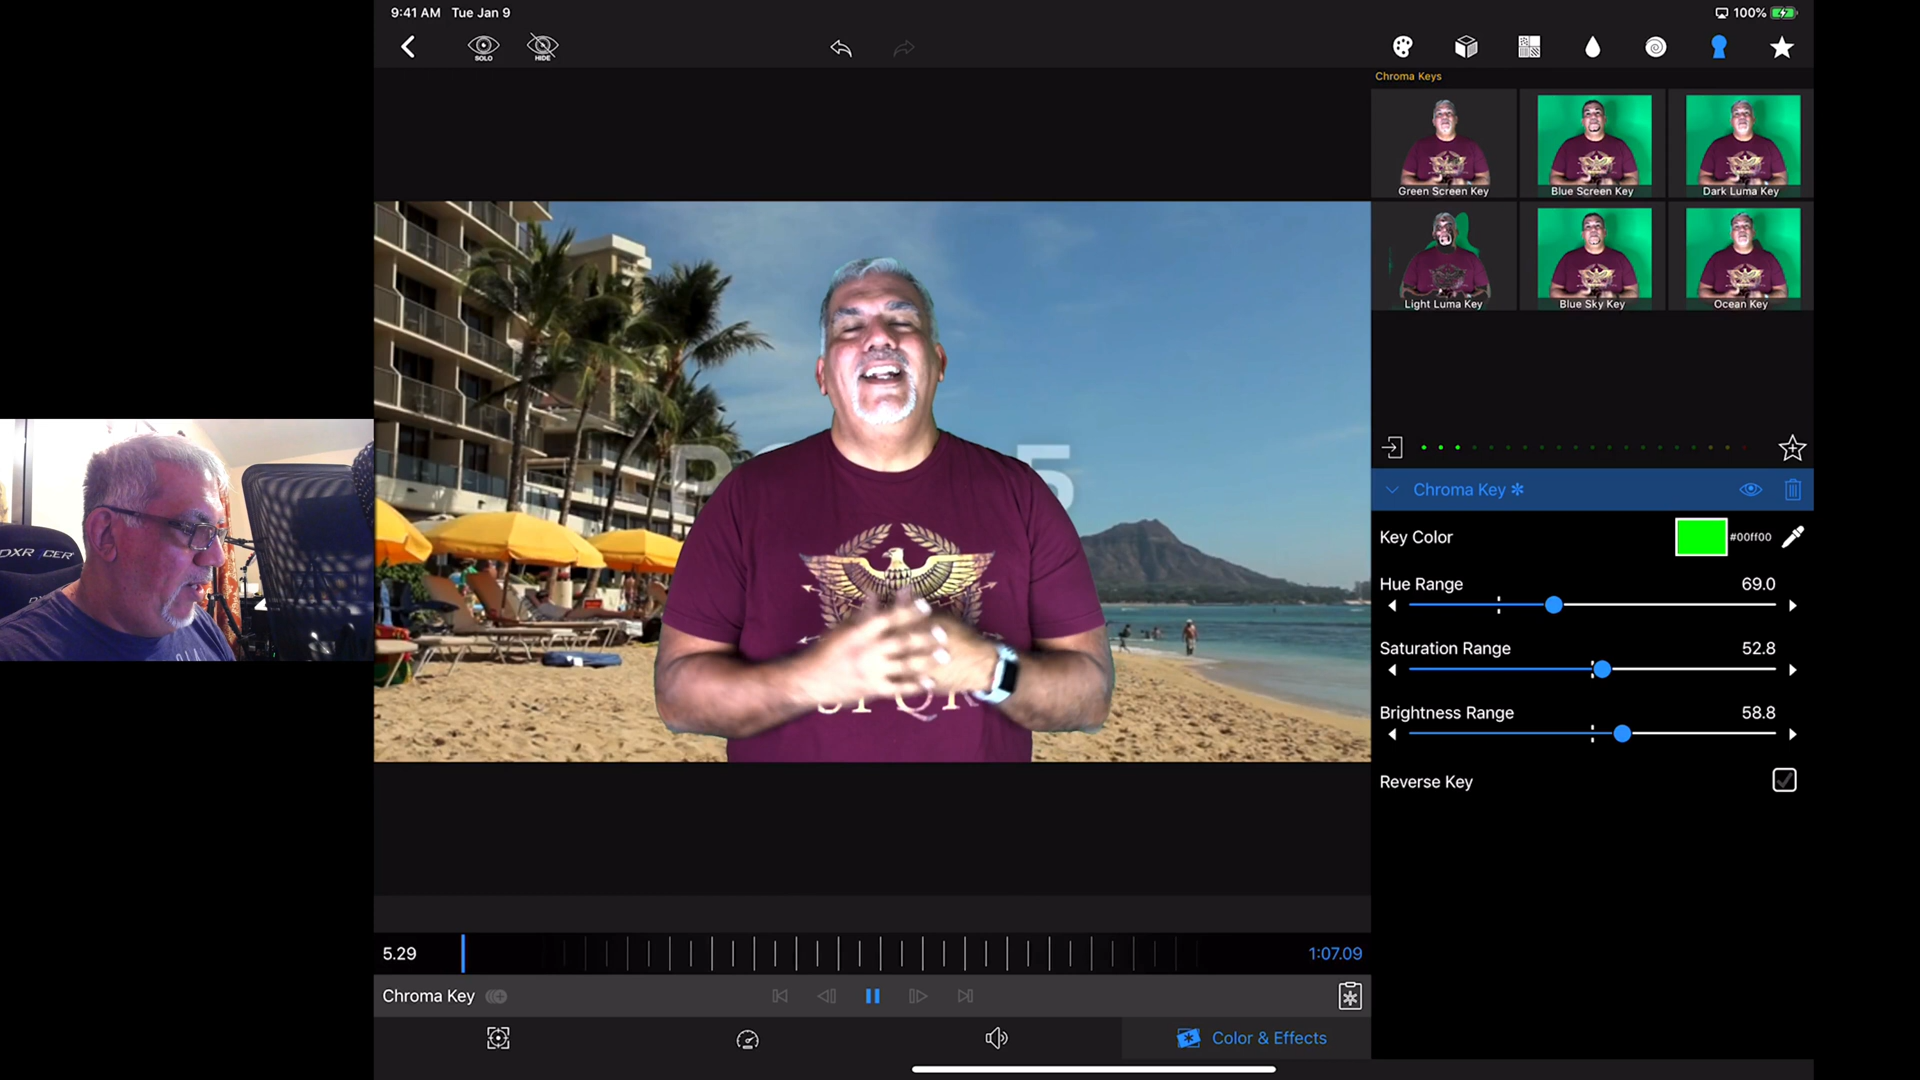 9:41 AM Tue Jan 9
100%
SOLO
HIDE
Chroma Keys
Green Screen Key
Blue Screen Key
Dark Luma Key
Light Luma Key
Blue Sky Key
Ocean Key
Chroma Key
Key Color
#00ff00
Hue Range
69.0
Saturation Range
52.8
Brightness Range
58.8
Reverse Key
SPQR
5.29
1:07.09
Chroma Key
Color & Effects